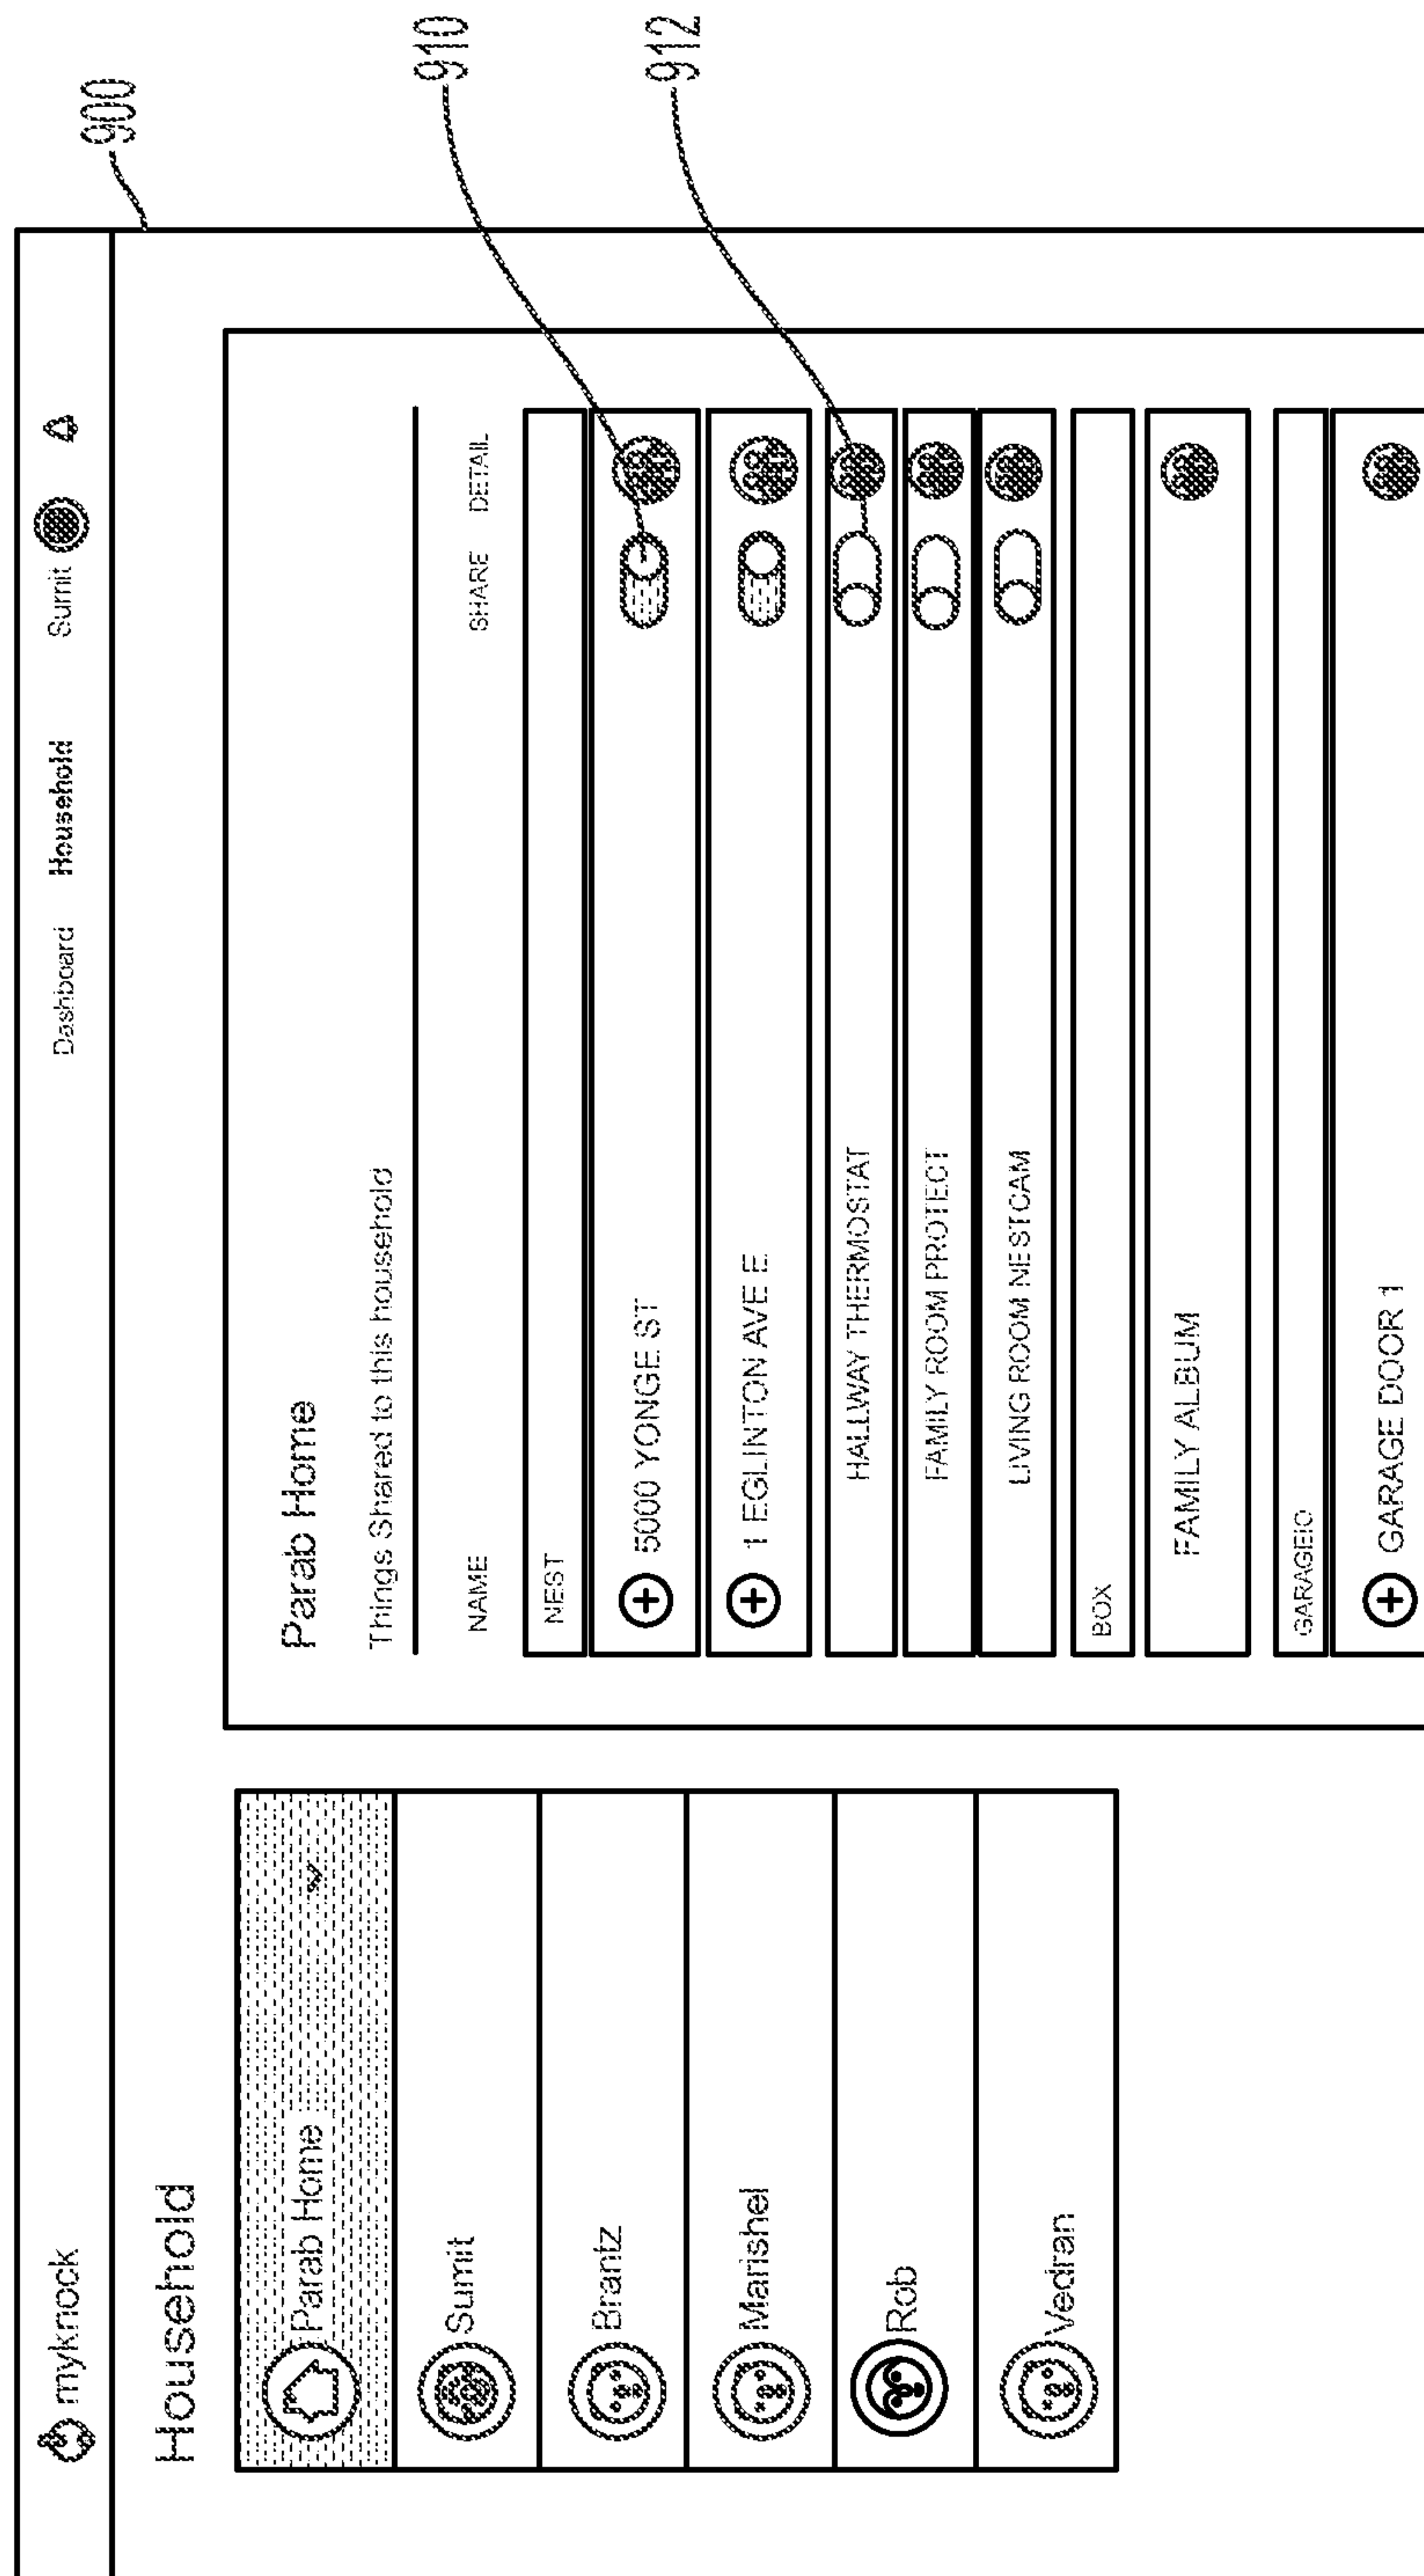 900
myknock
Dashboard Household Sumit
Household
Parab Home
Sumit
Brantz
Marishel
Rob
Vedran
Parab Home
Things Shared to this household
NAME SHARE DETAIL
NEST
5000 YONGE ST
910
1 EGLINTON AVE E.
HALLWAY THERMOSTAT
912
FAMILY ROOM PROTECT
LIVING ROOM NESTCAM
BOX
FAMILY ALBUM
GARAGEIO
GARAGE DOOR 1